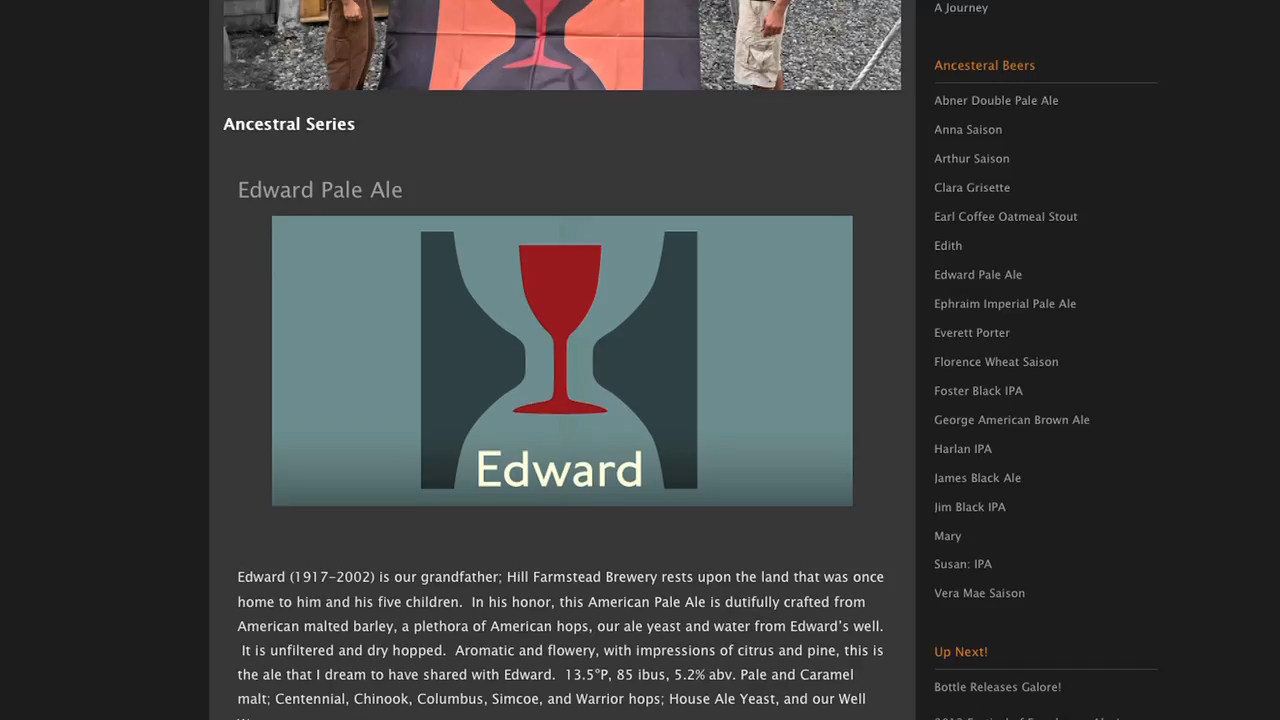 Ancestral Series
Edward Pale Ale
Edward
Edward (1917-2002) is our grandfather; Hill Farmstead Brewery rests upon the land that was once
home to him and his five children.  In his honor, this American Pale Ale is dutifully crafted from
American malted barley, a plethora of American hops, our ale yeast and water from Edward's well.
It is unfiltered and dry hopped.  Aromatic and flowery, with impressions of citrus and pine, this is
the ale that I dream to have shared with Edward.  13.5°P, 85 ibus, 5.2% abv. Pale and Caramel
malt; Centennial, Chinook, Columbus, Simcoe, and Warrior hops; House Ale Yeast, and our Well
A Journey
Ancesteral Beers
Abner Double Pale Ale
Anna Saison
Arthur Saison
Clara Grisette
Earl Coffee Oatmeal Stout
Edith
Edward Pale Ale
Ephraim Imperial Pale Ale
Everett Porter
Florence Wheat Saison
Foster Black IPA
George American Brown Ale
Harlan IPA
James Black Ale
Jim Black IPA
Mary
Susan: IPA
Vera Mae Saison
Up Next!
Bottle Releases Galore!